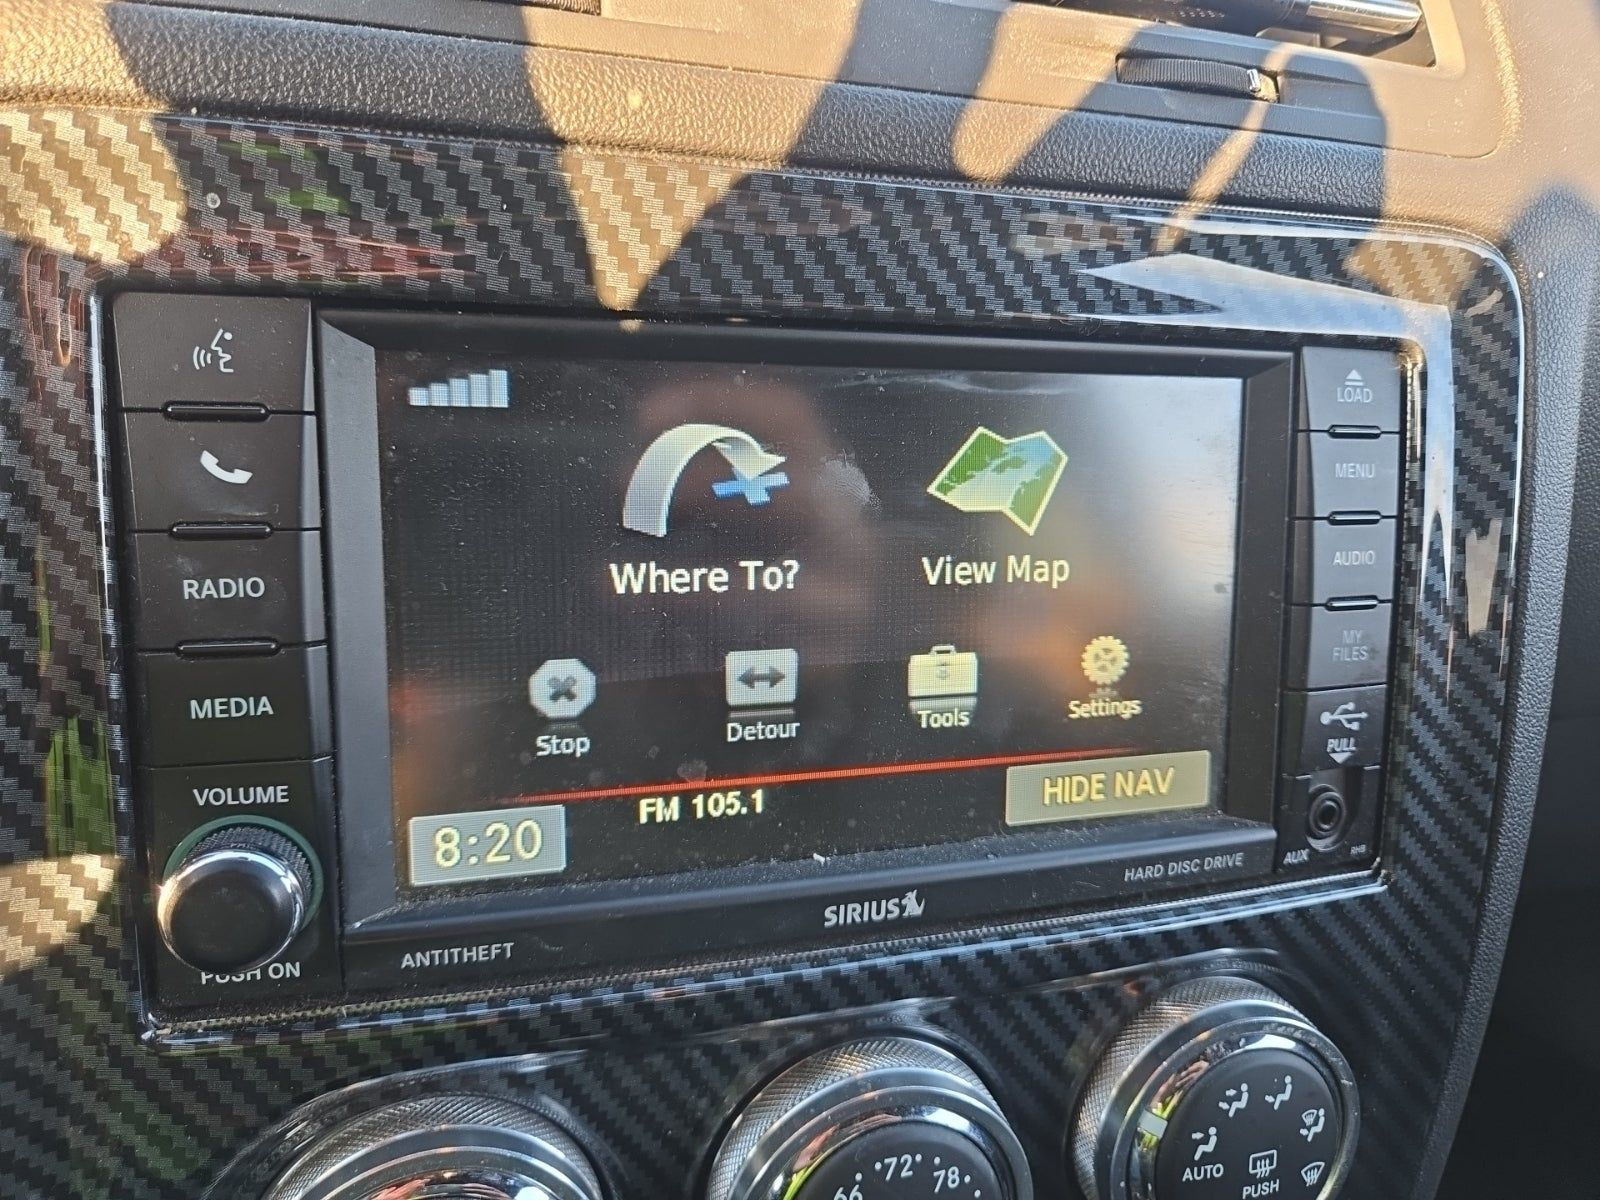 LOAD
MENU
AUDIO
MY
FILES
PULL
AUX
RHB
RADIO
MEDIA
VOLUME
PUSH ON
Where To?
View Map
Stop
Detour
Tools
Settings
8:20
FM 105.1
HIDE NAV
ANTITHEFT
SIRIUS
HARD DISC DRIVE
66
72
78
AUTO
PUSH